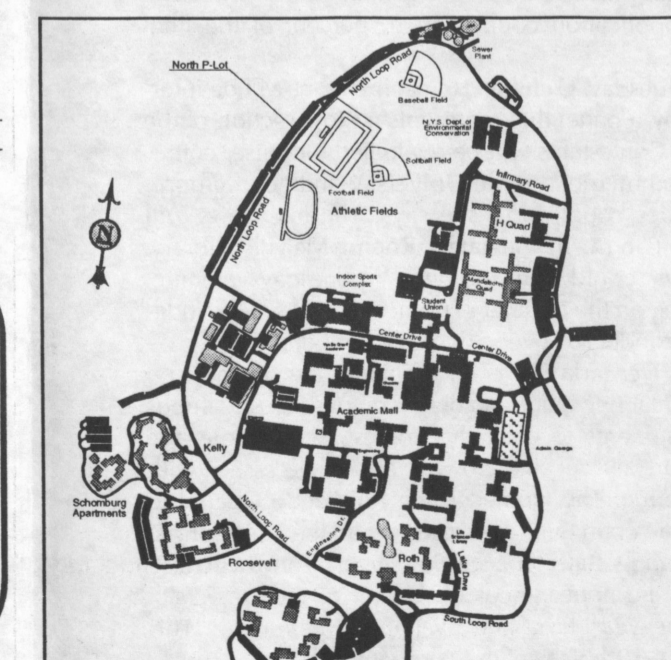 Sewer
Plant
North P-Lot
North Loop Road
Baseball Field
N.Y.S. Dept of
Environmental
Conservation
Softball Field
Infirmary Road
Football Field
Athletic Fields
H Quad
North Loop Road
N
Indoor Sports
Complex
Student
Union
Center Drive
Center Drive
Academic Mall
Kelly
Schomburg
Apartments
North Loop Road
Engineering Dr.
Roosevelt
Roth
South Loop Road